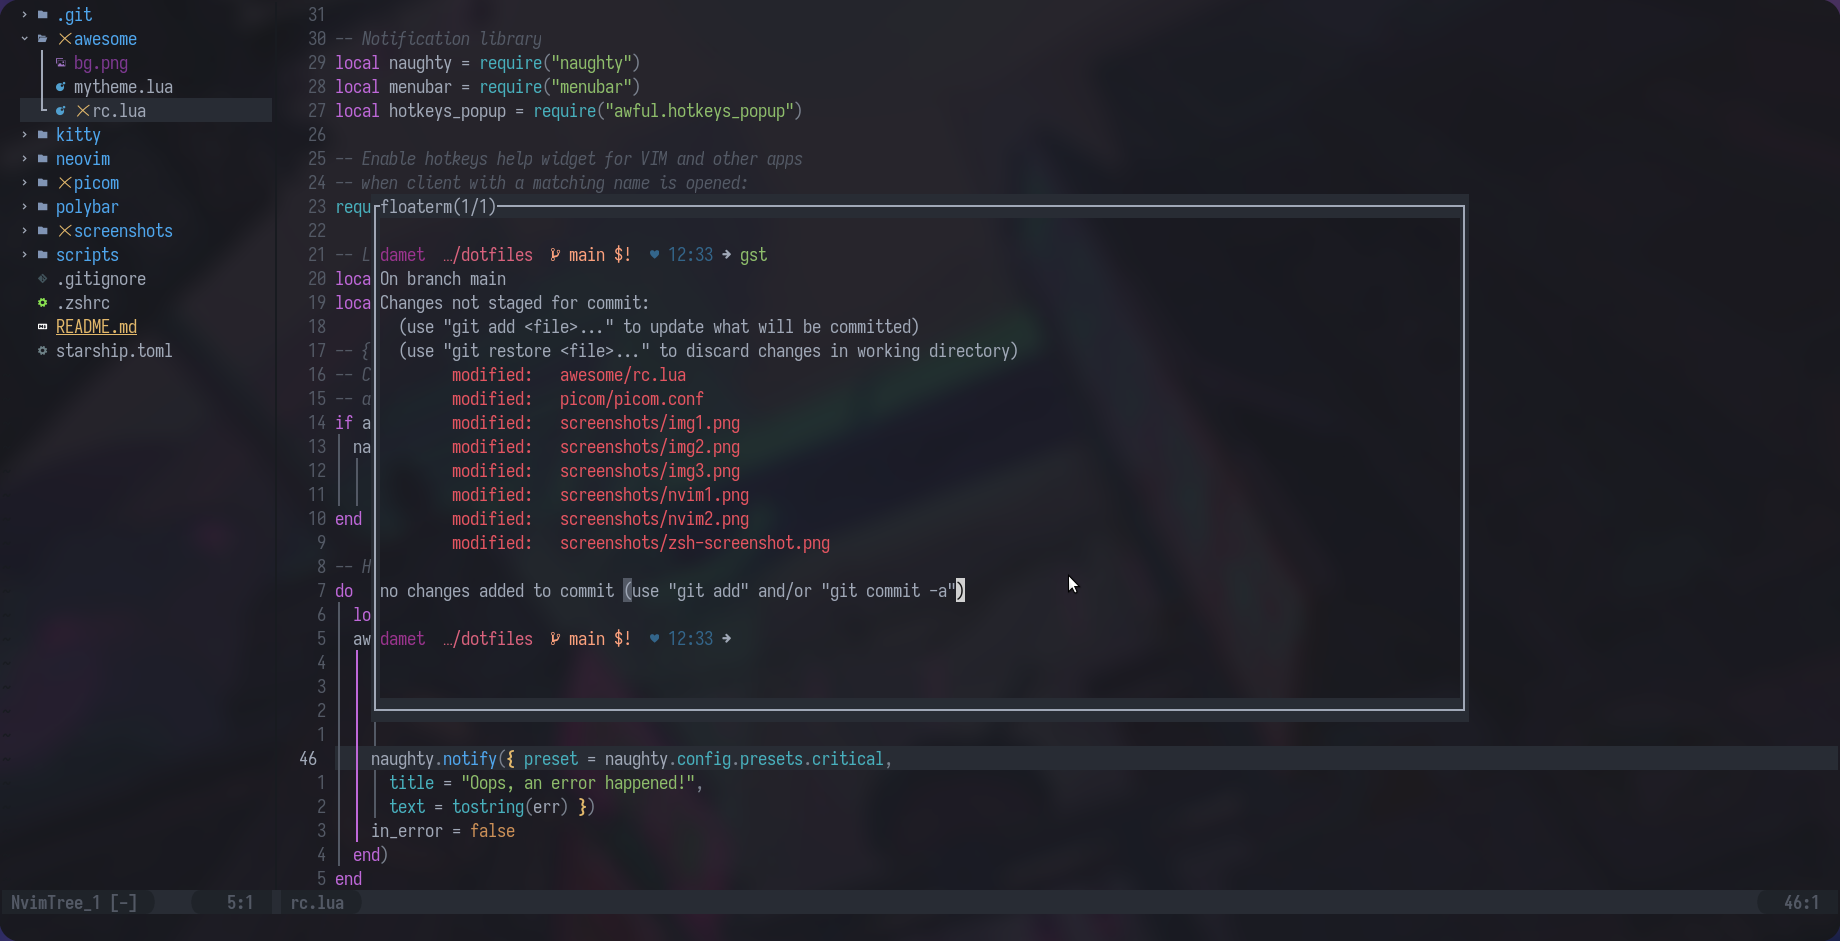 .git
awesome
bg.png
mytheme.lua
rc.lua
kitty
neovim
picom
polybar
screenshots
scripts
.gitignore
.zshrc
README.md
starship.toml
31
30 -- Notification library
29 local naughty = require("naughty")
28 local menubar = require("menubar")
27 local hotkeys_popup = require("awful.hotkeys_popup")
26
25 -- Enable hotkeys help widget for VIM and other apps
24 -- when client with a matching name is opened:
23 requ
22
21 -- L
20 loca
19 loca
18
17 -- {
16 -- C
15 -- a
14 if a
13 na
12
11
10 end
9
8 -- H
7 do
6 lo
5 aw
4
3
2
1
46 naughty.notify({ preset = naughty.config.presets.critical,
1 title = "Oops, an error happened!",
2 text = tostring(err) })
3 in_error = false
4 end)
5 end
floaterm(1/1)
damet …/dotfiles main $! ♥ 12:33 → gst
On branch main
Changes not staged for commit:
(use "git add <file>..." to update what will be committed)
(use "git restore <file>..." to discard changes in working directory)
modified: awesome/rc.lua
modified: picom/picom.conf
modified: screenshots/img1.png
modified: screenshots/img2.png
modified: screenshots/img3.png
modified: screenshots/nvim1.png
modified: screenshots/nvim2.png
modified: screenshots/zsh-screenshot.png
no changes added to commit (use "git add" and/or "git commit -a")
damet …/dotfiles main $! ♥ 12:33 →
NvimTree_1 [-] 5:1 rc.lua 46:1